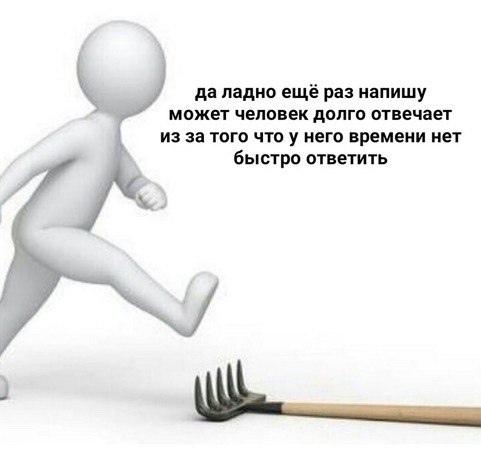 да ладно ещё раз напишу
может человек долго отвечает
из за того что у него времени нет
быстро ответить